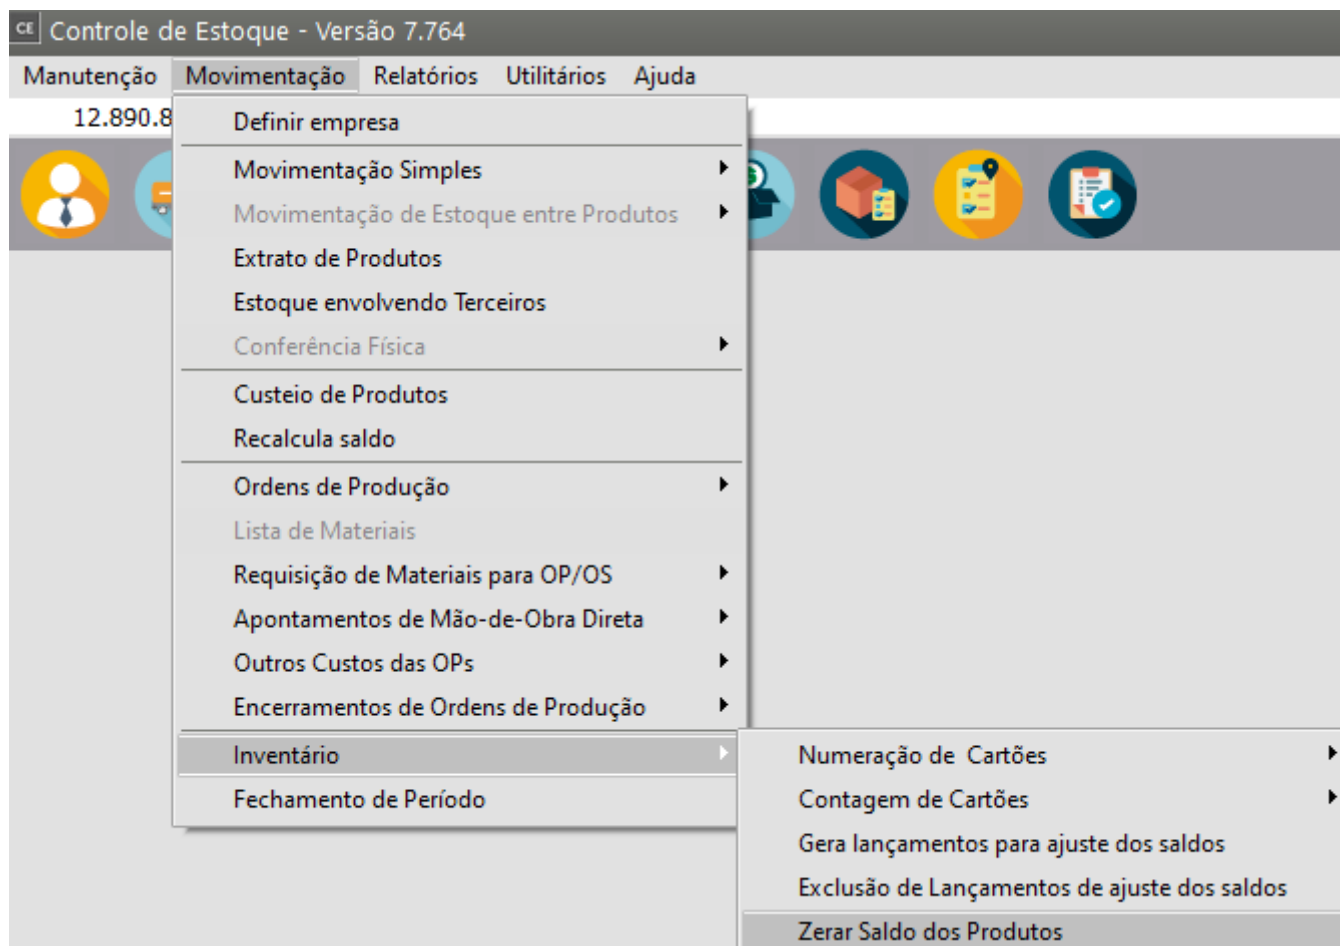 CE Controle de Estoque - Versão 7.764
Manutenção Movimentação Relatórios Utilitários Ajuda
12.890.8
Definir empresa
Movimentação Simples
Movimentação de Estoque entre Produtos
Extrato de Produtos
Estoque envolvendo Terceiros
Conferência Física
Custeio de Produtos
Recalcula saldo
Ordens de Produção
Lista de Materiais
Requisição de Materiais para OP/OS
Apontamentos de Mão-de-Obra Direta
Outros Custos das OPs
Encerramentos de Ordens de Produção
Inventário
Fechamento de Período
Numeração de Cartões
Contagem de Cartões
Gera lançamentos para ajuste dos saldos
Exclusão de Lançamentos de ajuste dos saldos
Zerar Saldo dos Produtos